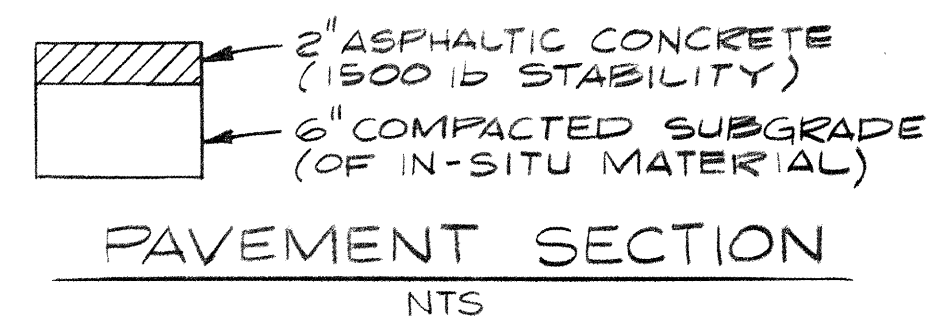 2" ASPHALTIC CONCRETE
(1500 lb STABILITY)
6" COMPACTED SUBGRADE
(OF IN-SITU MATERIAL)
PAVEMENT SECTION
NTS